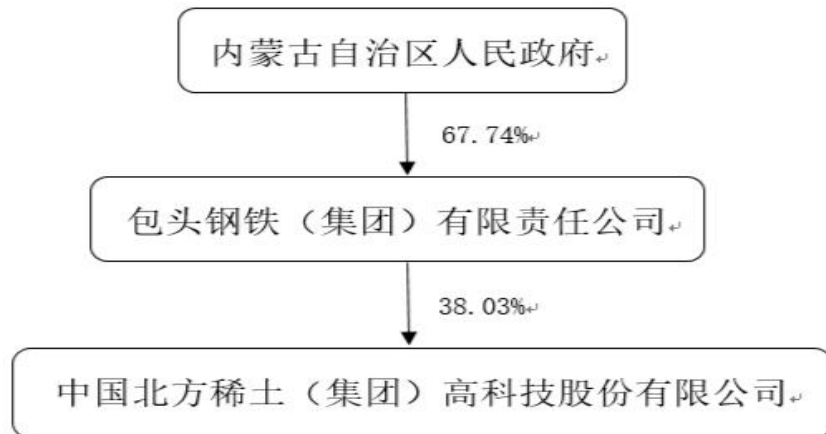 内蒙古自治区人民政府
67.74%
包头钢铁（集团）有限责任公司
38.03%
中国北方稀土（集团）高科技股份有限公司